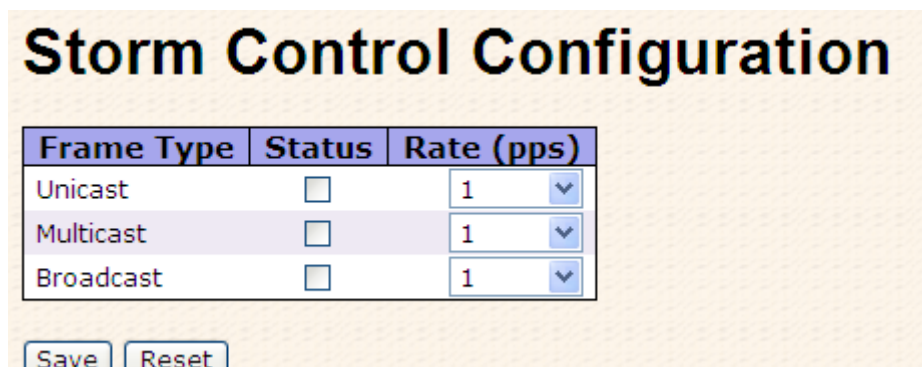 Storm Control Configuration
Frame Type Status Rate (pps)
Unicast 1
Multicast 1
Broadcast 1
Save Reset